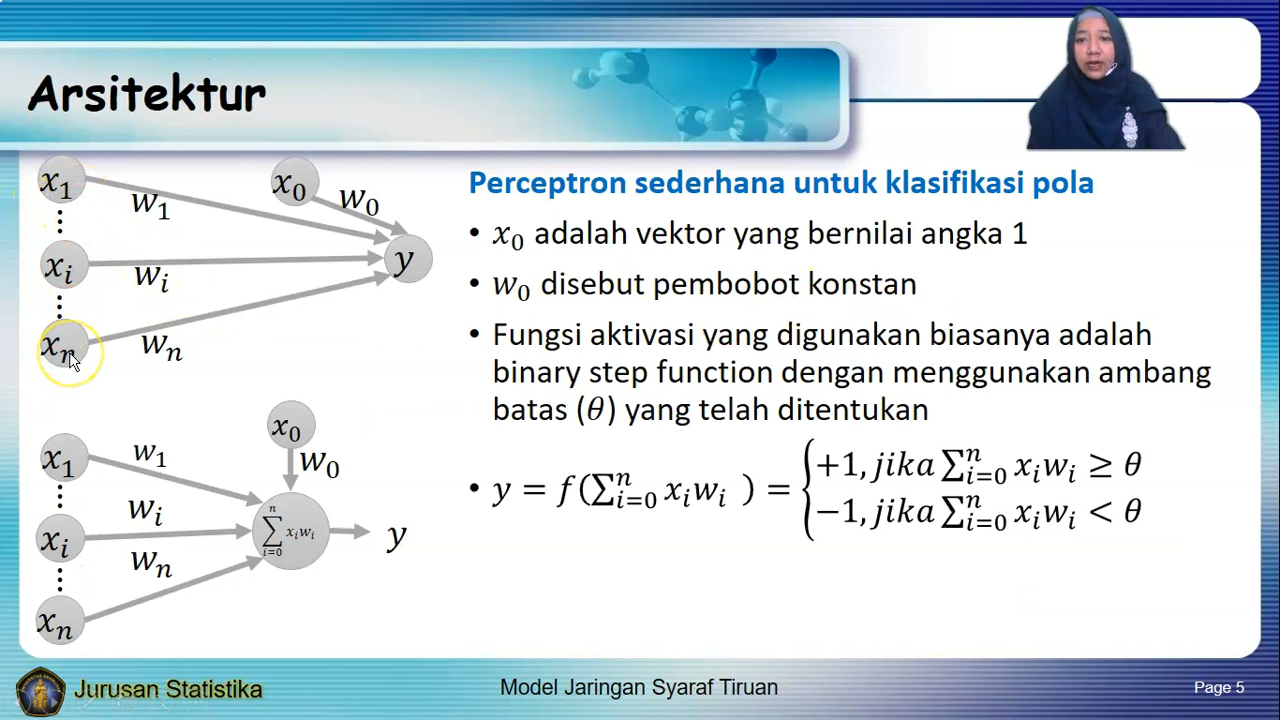 Arsitektur
x₁
w₁
x₀
w₀
⋮
xᵢ
wᵢ
y
⋮
xₙ
wₙ
x₁
w₁
x₀
w₀
⋮
xᵢ
wᵢ
∑ⁿᵢ₌₀ xᵢwᵢ
y
wₙ
⋮
xₙ
Perceptron sederhana untuk klasifikasi pola
• x₀ adalah vektor yang bernilai angka 1
• w₀ disebut pembobot konstan
• Fungsi aktivasi yang digunakan biasanya adalah
binary step function dengan menggunakan ambang
batas (θ) yang telah ditentukan
• y = f(∑ⁿᵢ₌₀ xᵢwᵢ ) = {+1, jika ∑ⁿᵢ₌₀ xᵢwᵢ ≥ θ
−1, jika ∑ⁿᵢ₌₀ xᵢwᵢ < θ
Jurusan Statistika
Model Jaringan Syaraf Tiruan
Page 5